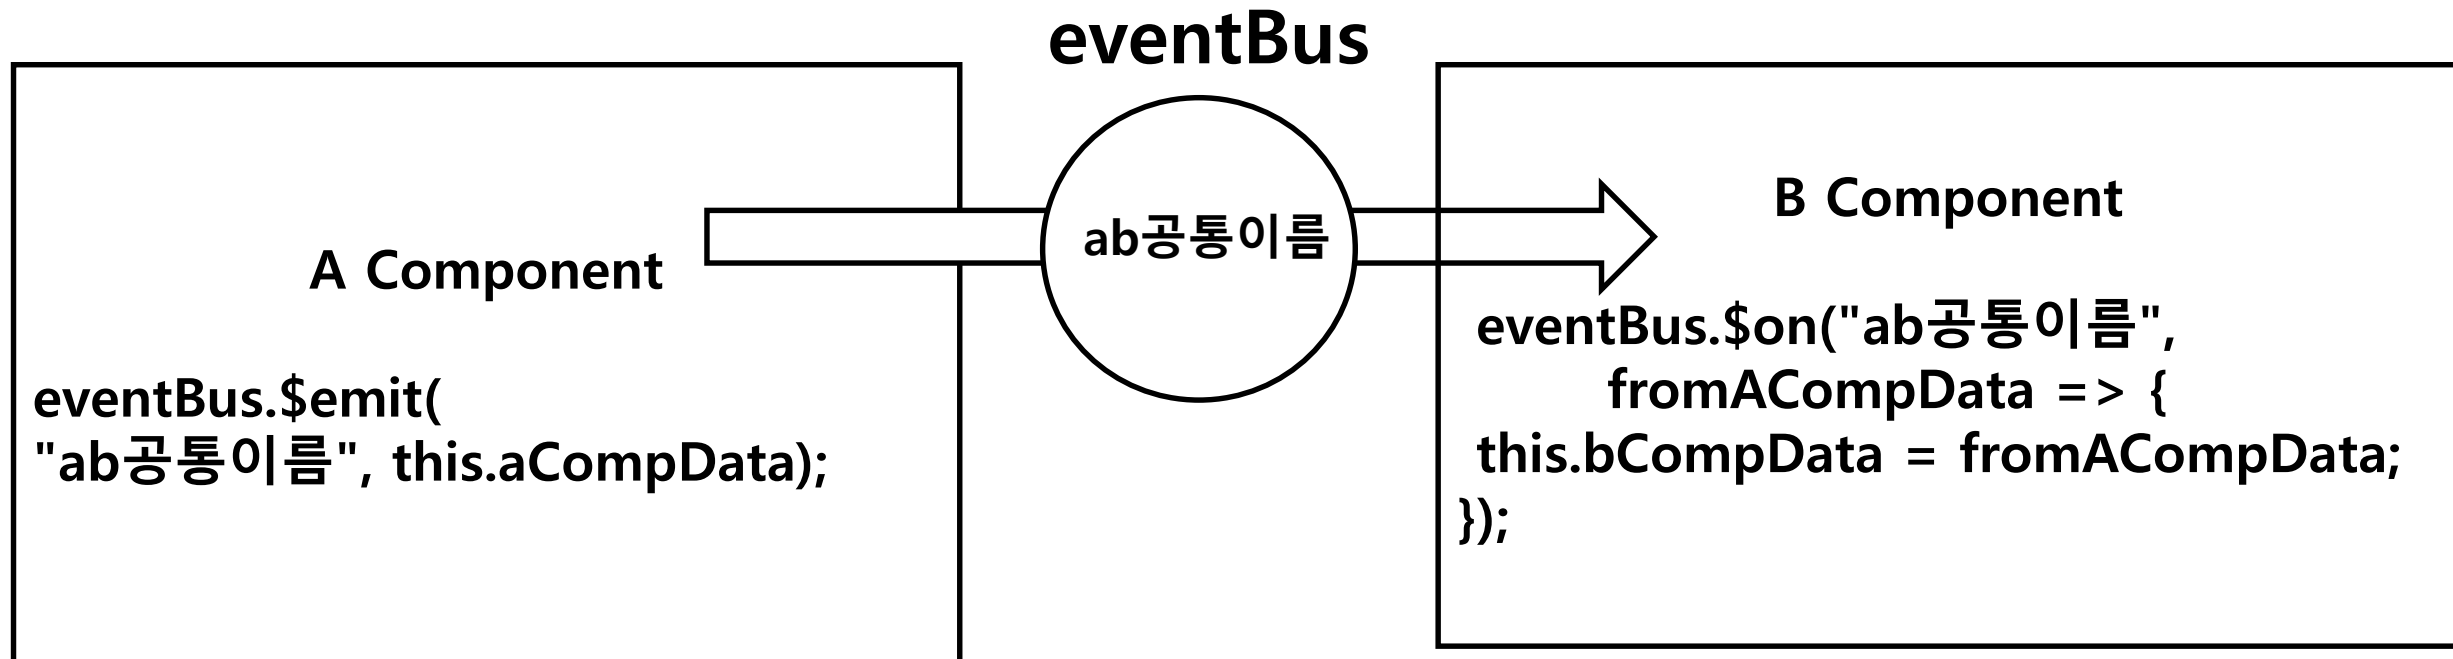 eventBus
A Component
eventBus.$emit(
"ab공통이름", this.aCompData);
ab공통이름
B Component
eventBus.$on("ab공통이름",
fromACompData => {
this.bCompData = fromACompData;
});